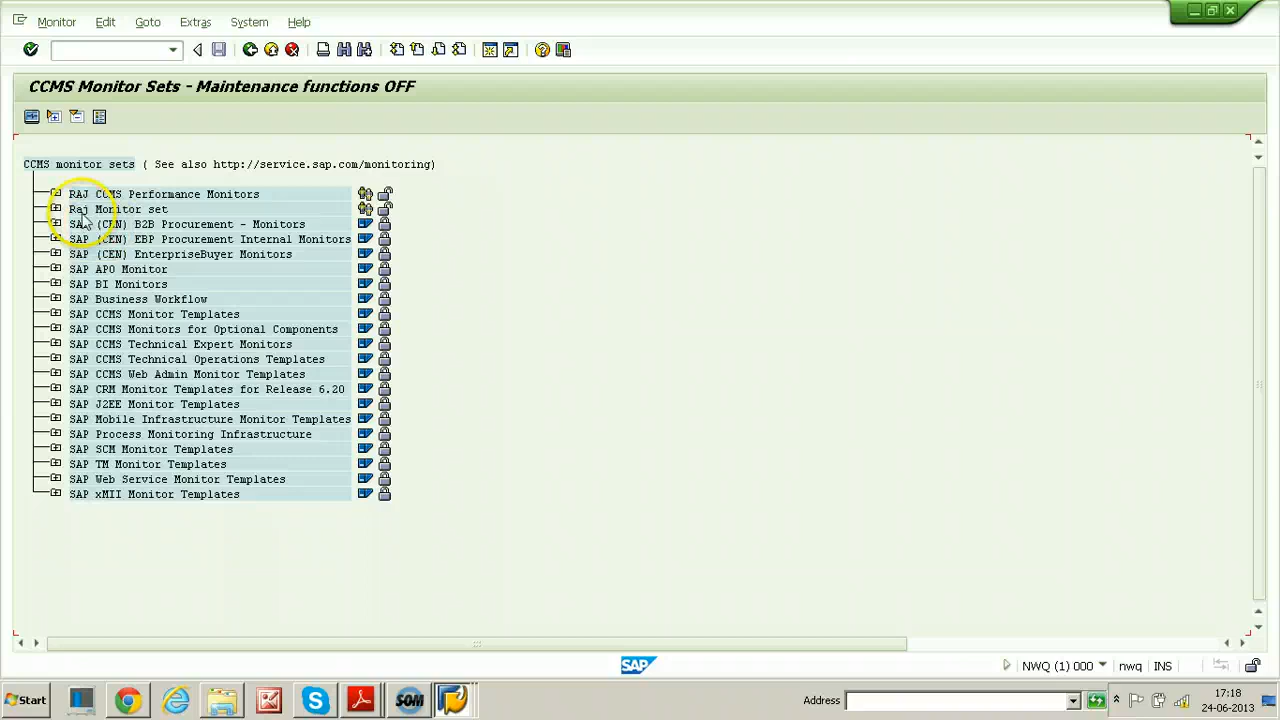 Monitor Edit Goto Extras System Help
CCMS Monitor Sets - Maintenance functions OFF
CCMS monitor sets ( See also http://service.sap.com/monitoring)
RAJ CCMS Performance Monitors
Raj Monitor set
SAP (CEN) B2B Procurement - Monitors
SAP (CEN) EBP Procurement Internal Monitors
SAP (CEN) EnterpriseBuyer Monitors
SAP APO Monitor
SAP BI Monitors
SAP Business Workflow
SAP CCMS Monitor Templates
SAP CCMS Monitors for Optional Components
SAP CCMS Technical Expert Monitors
SAP CCMS Technical Operations Templates
SAP CCMS Web Admin Monitor Templates
SAP CRM Monitor Templates for Release 6.20
SAP J2EE Monitor Templates
SAP Mobile Infrastructure Monitor Templates
SAP Process Monitoring Infrastructure
SAP SCM Monitor Templates
SAP TM Monitor Templates
SAP Web Service Monitor Templates
SAP xMII Monitor Templates
SAP
NWQ (1) 000 nwq INS
Start SOM Address 17:18
24-06-2013